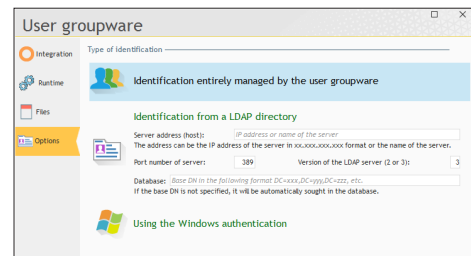 User groupware
Integration
Runtime
Files
Options
Type of identification
Identification entirely managed by the user groupware
Identification from a LDAP directory
Server address (host): IP address or name of the server
The address can be the IP address of the server in xx.xxx.xxx.xxx format or the name of the server.
Port number of server: 389 Version of the LDAP server (2 or 3): 3
Database: Base DN in the following format DC=xxx,DC=yyy,DC=zzz, etc.
If the base DN is not specified, it will be automatically sought in the database.
Using the Windows authentication